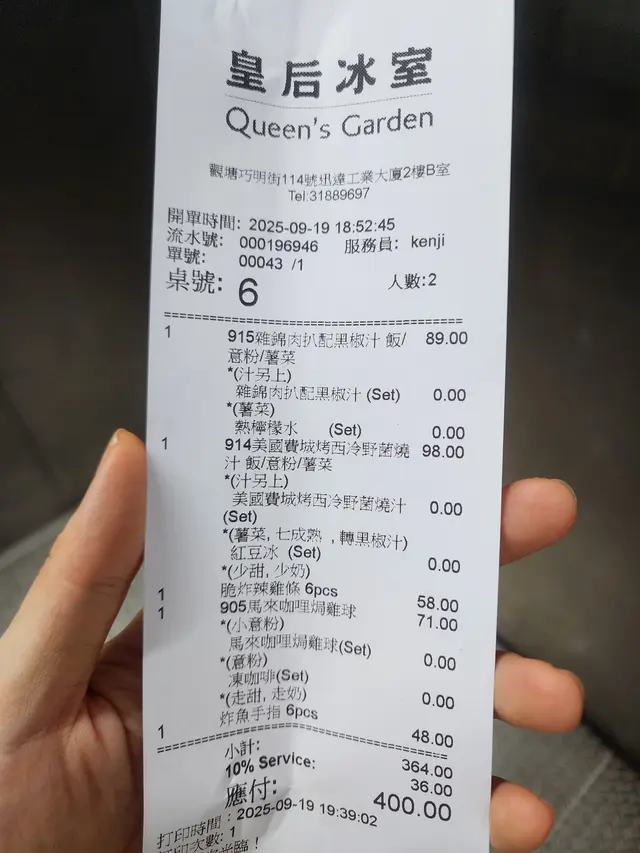 皇后冰室
Queen's Garden
觀塘巧明街114號迅達工業大廈2樓B室
Tel:31889697
開單時間: 2025-09-19 18:52:45
流水號: 000196946 服務員: kenji
單號: 00043 /1
桌號: 6 人數:2
1 915雜錦肉扒配黑椒汁 飯/ 89.00
意粉/薯菜
*(汁另上)
雜錦肉扒配黑椒汁 (Set) 0.00
*(薯菜)
熱檸檬水 (Set) 0.00
1 914美國費城烤西冷野菌燒 98.00
汁 飯/意粉/薯菜
*(汁另上)
美國費城烤西冷野菌燒汁 0.00
(Set)
*(薯菜, 七成熟 , 轉黑椒汁)
紅豆冰 (Set) 0.00
*(少甜, 少奶)
1 脆炸辣雞條 6pcs 58.00
1 905馬來咖哩焗雞球 71.00
*(小意粉)
馬來咖哩焗雞球(Set) 0.00
*(意粉)
凍咖啡(Set) 0.00
*(走甜, 走奶)
1 炸魚手指 6pcs 48.00
小計: 364.00
10% Service: 36.00
應付: 400.00
打印時間 : 2025-09-19 19:39:02
打印次數: 1
光臨 !